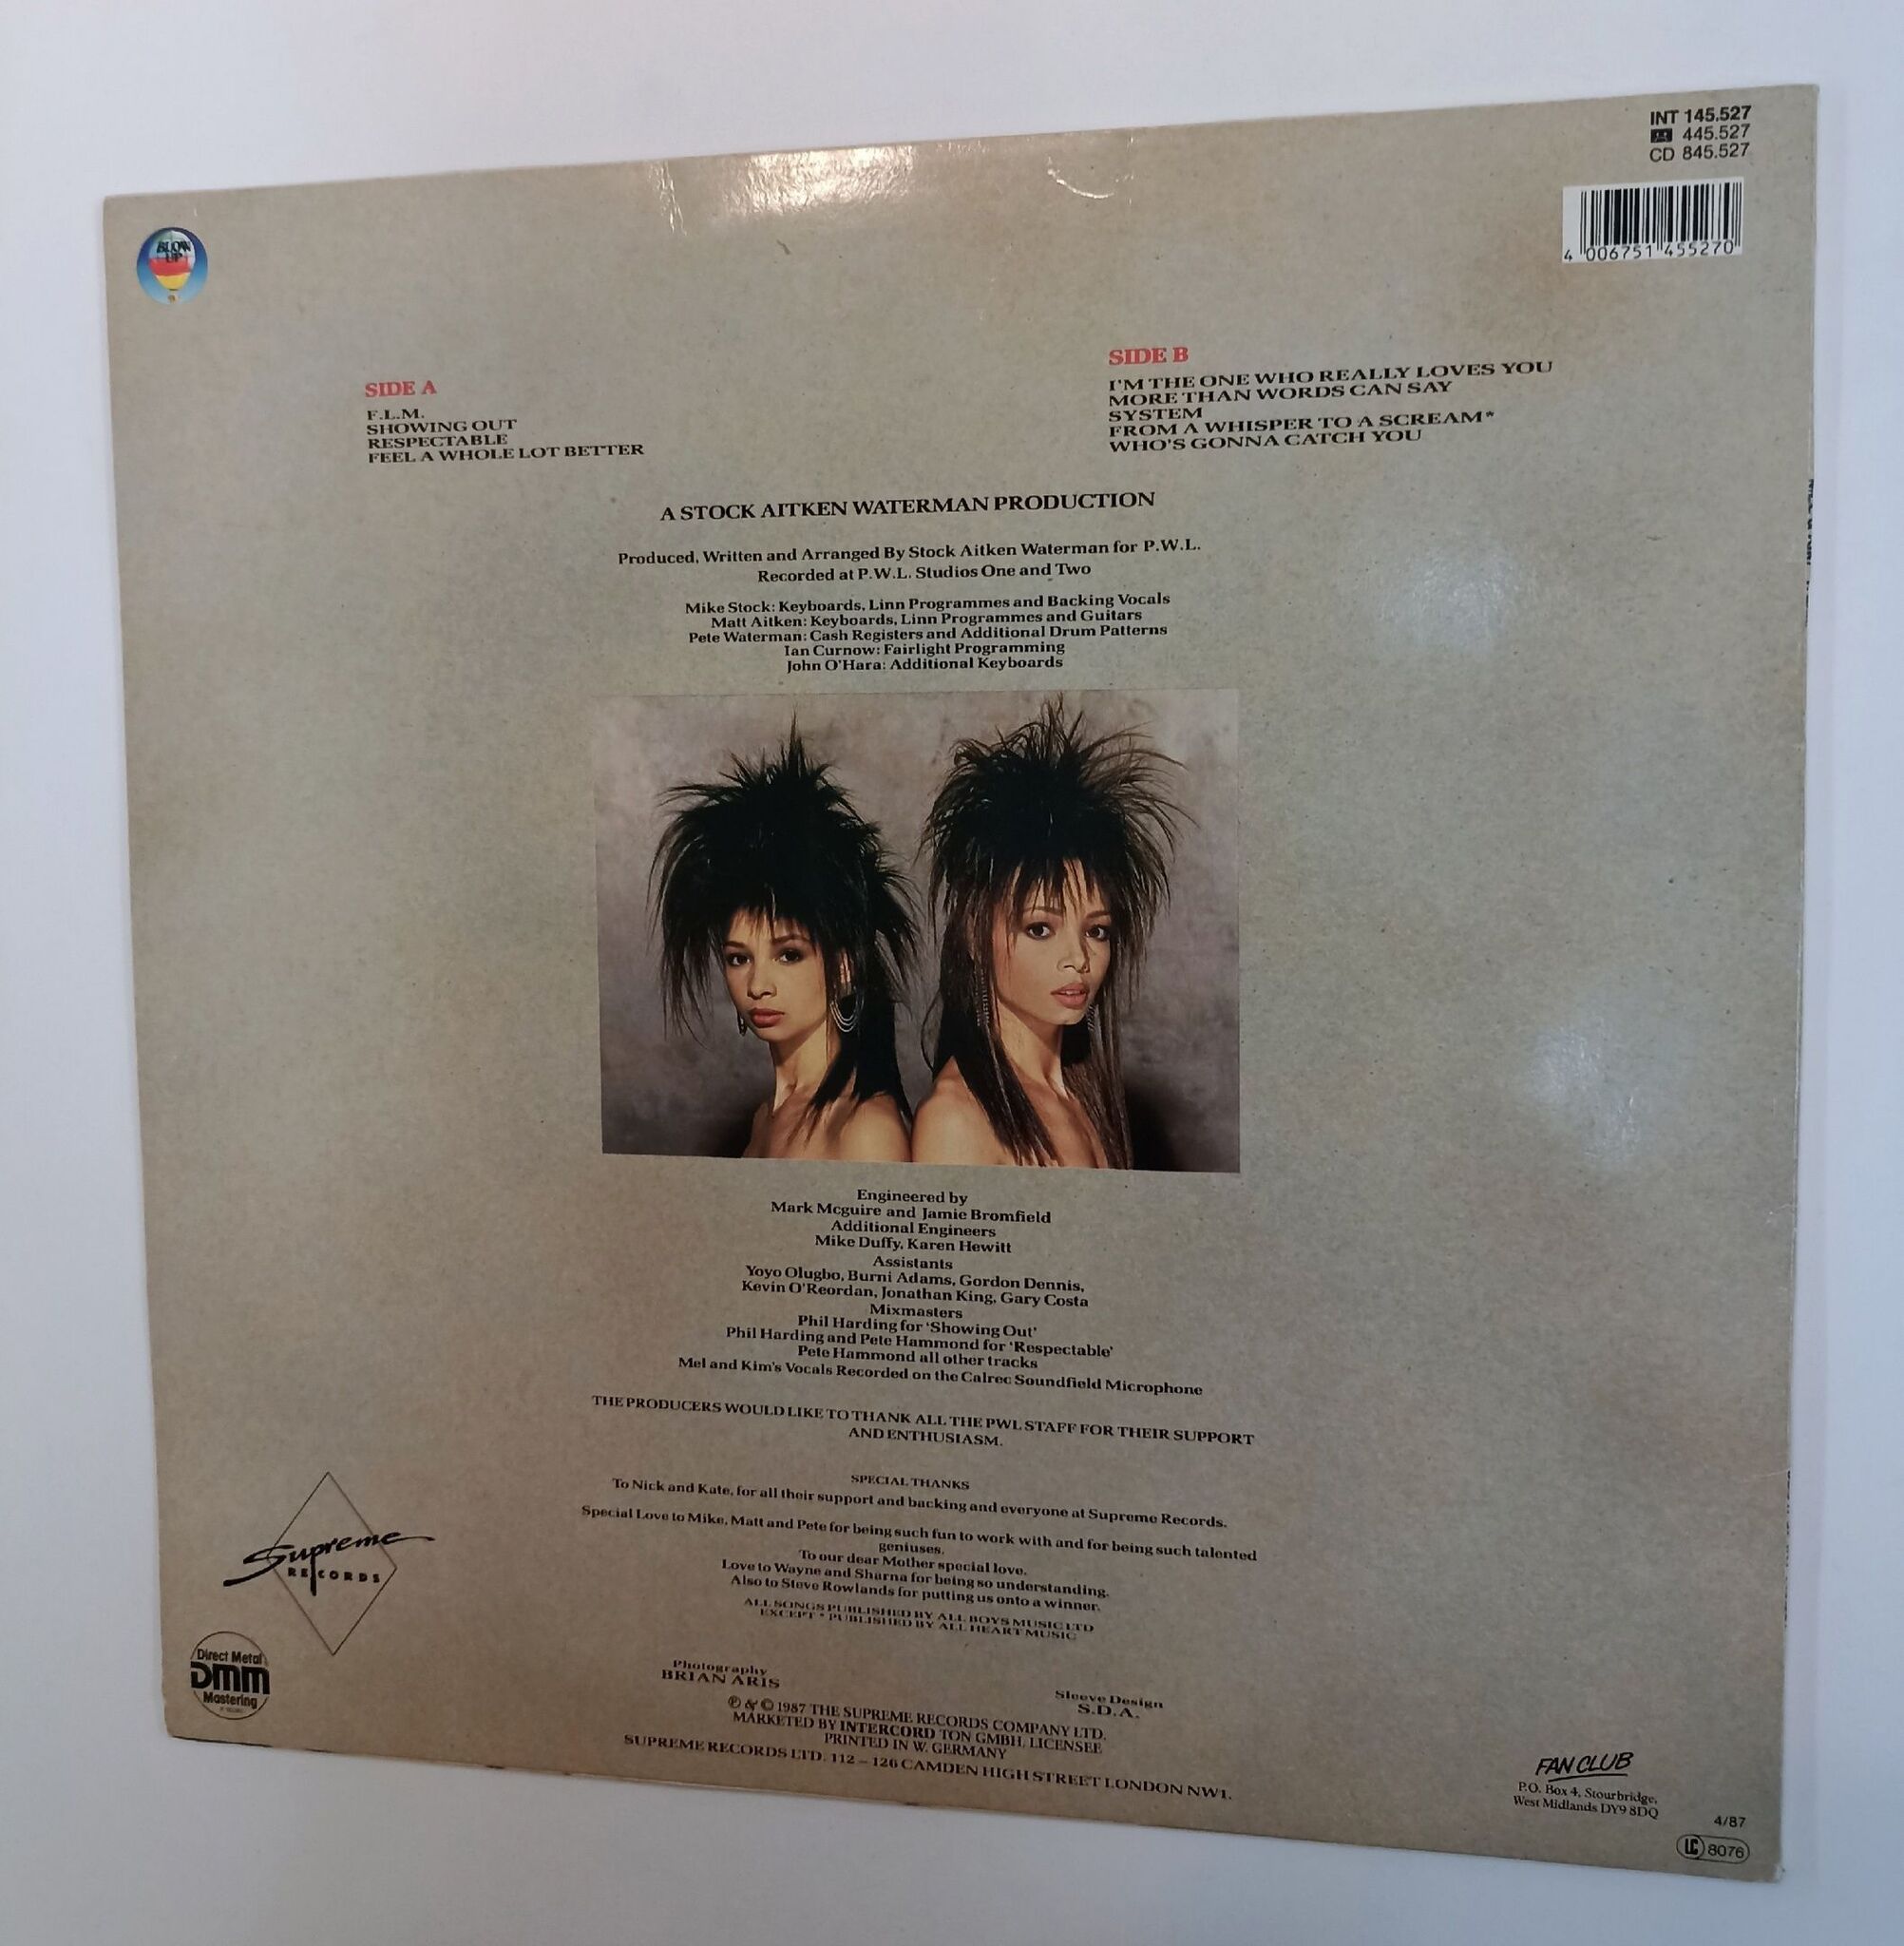 INT 145.527
445.527
CD 845.527
4 006751 455270
BLOW
UP
SIDE A
F.L.M.
SHOWING OUT
RESPECTABLE
FEEL A WHOLE LOT BETTER
SIDE B
I'M THE ONE WHO REALLY LOVES YOU
MORE THAN WORDS CAN SAY
SYSTEM
FROM A WHISPER TO A SCREAM*
WHO'S GONNA CATCH YOU
A STOCK AITKEN WATERMAN PRODUCTION
Produced, Written and Arranged By Stock Aitken Waterman for P.W.L.
Recorded at P.W.L. Studios One and Two
Mike Stock: Keyboards, Linn Programmes and Backing Vocals
Matt Aitken: Keyboards, Linn Programmes and Guitars
Pete Waterman: Cash Registers and Additional Drum Patterns
Ian Curnow: Fairlight Programming
John O'Hara: Additional Keyboards
Engineered by
Mark Mcguire and Jamie Bromfield
Additional Engineers
Mike Duffy, Karen Hewitt
Assistants
Yoyo Olugbo, Burni Adams, Gordon Dennis,
Kevin O'Reordan, Jonathan King, Gary Costa
Mixmasters
Phil Harding for 'Showing Out'
Phil Harding and Pete Hammond for 'Respectable'
Pete Hammond all other tracks
Mel and Kim's Vocals Recorded on the Calrec Soundfield Microphone
THE PRODUCERS WOULD LIKE TO THANK ALL THE PWL STAFF FOR THEIR SUPPORT
AND ENTHUSIASM.
SPECIAL THANKS
To Nick and Kate, for all their support and backing and everyone at Supreme Records.
Special Love to Mike, Matt and Pete for being such fun to work with and for being such talented
geniuses.
To our dear Mother special love.
Love to Wayne and Sharna for being so understanding.
Also to Steve Rowlands for putting us onto a winner.
ALL SONGS PUBLISHED BY ALL BOYS MUSIC LTD
EXCEPT * PUBLISHED BY ALL HEART MUSIC
Supreme
RECORDS
Direct Metal
DMM
Mastering
Photography
BRIAN ARIS
Sleeve Design
S.D.A.
℗ & © 1987 THE SUPREME RECORDS COMPANY LTD.
MARKETED BY INTERCORD TON GMBH, LICENSEE
PRINTED IN W. GERMANY
SUPREME RECORDS LTD. 112 – 126 CAMDEN HIGH STREET LONDON NW1.
FAN CLUB
P.O. Box 4, Stourbridge,
West Midlands DY9 8DQ
4/87
LC 8076